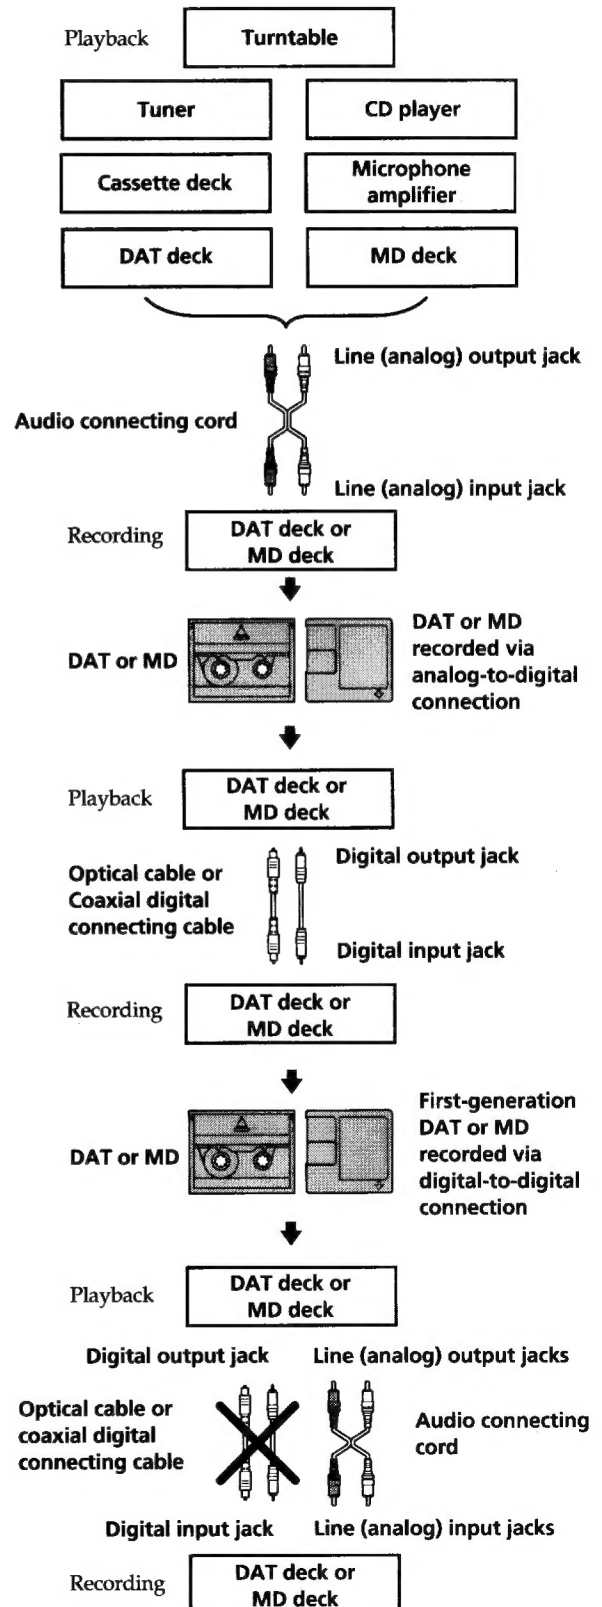 Playback
Turntable
Tuner
CD player
Cassette deck
Microphone
amplifier
DAT deck
MD deck
Line (analog) output jack
Audio connecting cord
Line (analog) input jack
Recording
DAT deck or
MD deck
DAT or MD
DAT or MD
recorded via
analog-to-digital
connection
Playback
DAT deck or
MD deck
Digital output jack
Optical cable or
Coaxial digital
connecting cable
Digital input jack
Recording
DAT deck or
MD deck
DAT or MD
First-generation
DAT or MD
recorded via
digital-to-digital
connection
Playback
DAT deck or
MD deck
Digital output jack
Line (analog) output jacks
Optical cable or
coaxial digital
connecting cable
Audio connecting
cord
Digital input jack
Line (analog) input jacks
Recording
DAT deck or
MD deck